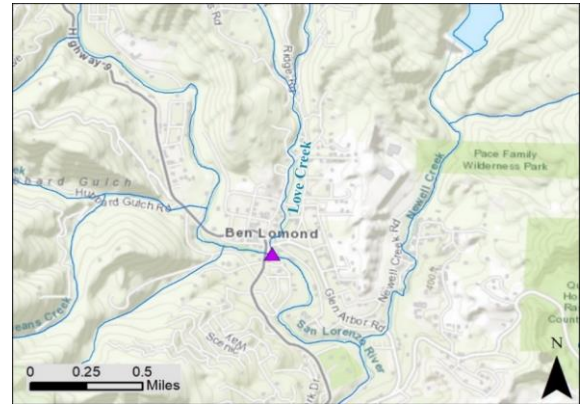 Highway 9
Ridge Rd
Love Creek
Newell Creek
Pace Family
Wilderness Park
Gulch
Hubbard Gulch Rd
Ben Lomond
Newell Creek Rd
Glen Arbor Rd
San Lorenzo River
Scenic Way
0 0.25 0.5
Miles
N